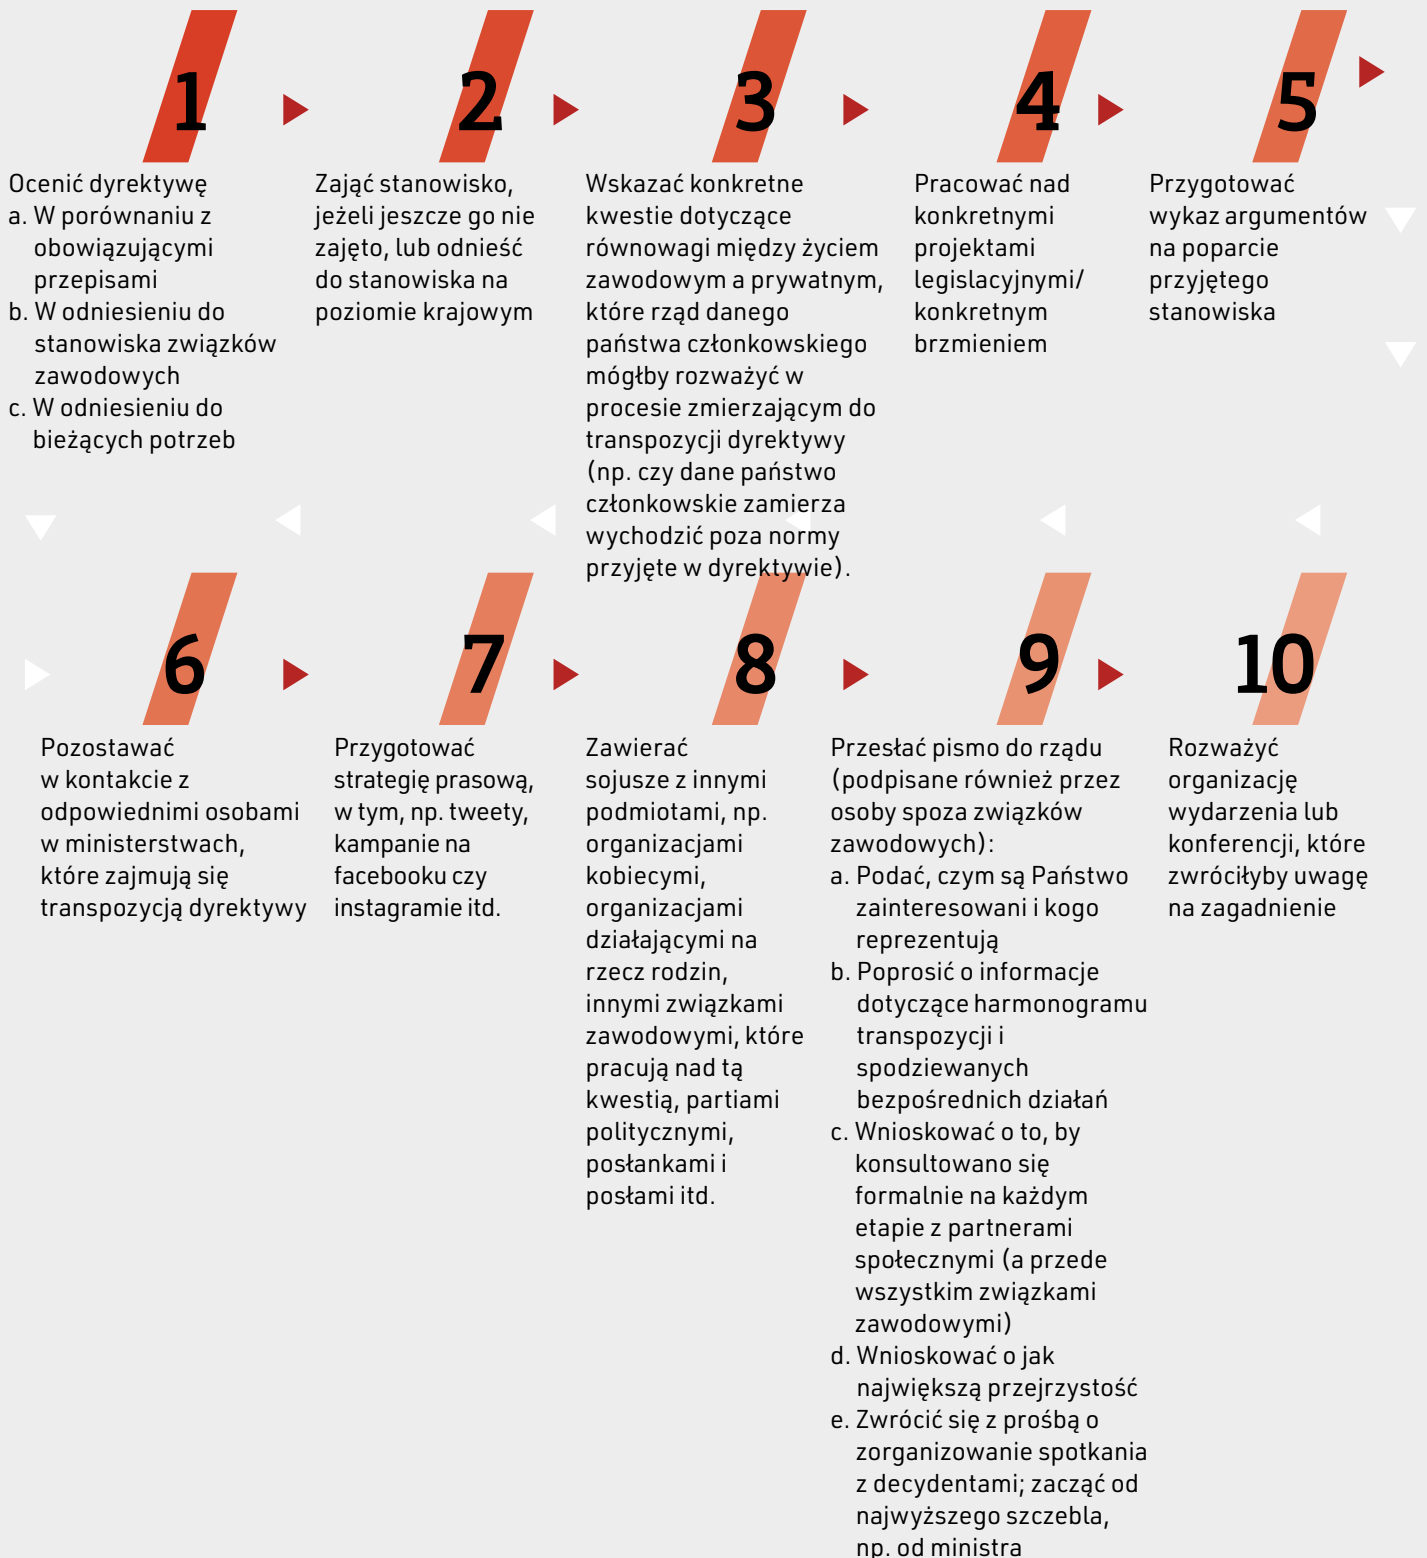 1
Ocenić dyrektywę
a. W porównaniu z
obowiązującymi
przepisami
b. W odniesieniu do
stanowiska związków
zawodowych
c. W odniesieniu do
bieżących potrzeb
2
Zająć stanowisko,
jeżeli jeszcze go nie
zajęto, lub odnieść
do stanowiska na
poziomie krajowym
3
Wskazać konkretne
kwestie dotyczące
równowagi między życiem
zawodowym a prywatnym,
które rząd danego
państwa członkowskiego
mógłby rozważyć w
procesie zmierzającym do
transpozycji dyrektywy
(np. czy dane państwo
członkowskie zamierza
wychodzić poza normy
przyjęte w dyrektywie).
4
Pracować nad
konkretnymi
projektami
legislacyjnymi/
konkretnym
brzmieniem
5
Przygotować
wykaz argumentów
na poparcie
przyjętego
stanowiska
6
Pozostawać
w kontakcie z
odpowiednimi osobami
w ministerstwach,
które zajmują się
transpozycją dyrektywy
7
Przygotować
strategię prasową,
w tym, np. tweety,
kampanie na
facebooku czy
instagramie itd.
8
Zawierać
sojusze z innymi
podmiotami, np.
organizacjami
kobiecymi,
organizacjami
działającymi na
rzecz rodzin,
innymi związkami
zawodowymi, które
pracują nad tą
kwestią, partiami
politycznymi,
posłankami i
posłami itd.
9
Przesłać pismo do rządu
(podpisane również przez
osoby spoza związków
zawodowych):
a. Podać, czym są Państwo
zainteresowani i kogo
reprezentują
b. Poprosić o informacje
dotyczące harmonogramu
transpozycji i
spodziewanych
bezpośrednich działań
c. Wnioskować o to, by
konsultowano się
formalnie na każdym
etapie z partnerami
społecznymi (a przede
wszystkim związkami
zawodowymi)
d. Wnioskować o jak
największą przejrzystość
e. Zwrócić się z prośbą o
zorganizowanie spotkania
z decydentami; zacząć od
najwyższego szczebla,
np. od ministra
10
Rozważyć
organizację
wydarzenia lub
konferencji, które
zwróciłyby uwagę
na zagadnienie